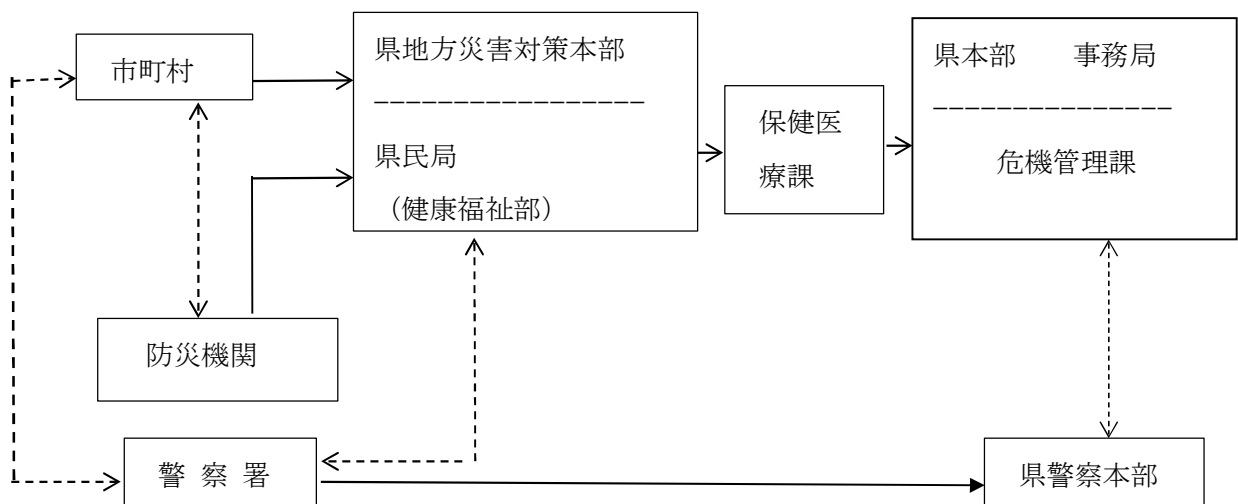 市町村
県地方災害対策本部
県民局
（健康福祉部）
保健医
療課
県本部　　事務局
危機管理課
防災機関
警 察 署
県警察本部